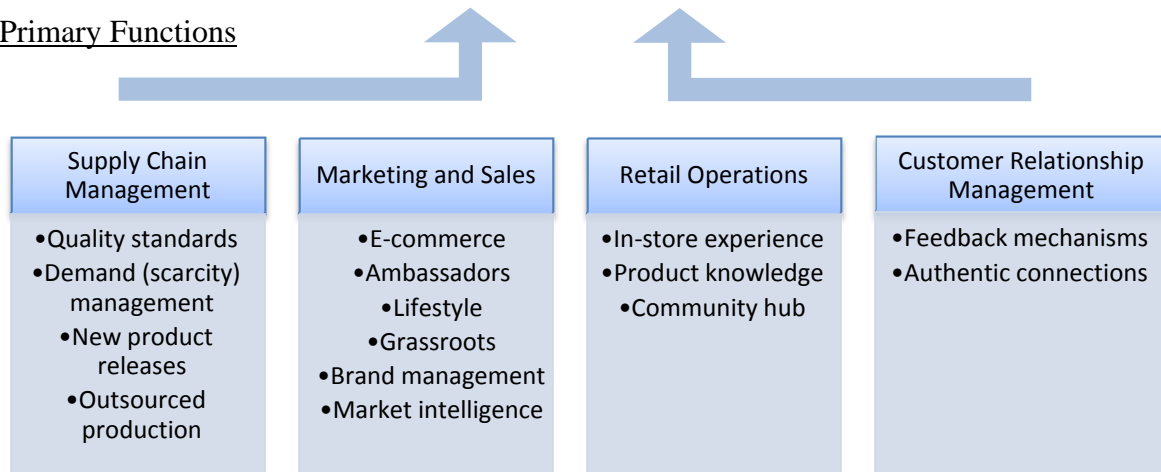 Primary Functions
Supply Chain
Management
•Quality standards
•Demand (scarcity)
management
•New product
releases
•Outsourced
production
Marketing and Sales
•E-commerce
•Ambassadors
•Lifestyle
•Grassroots
•Brand management
•Market intelligence
Retail Operations
•In-store experience
•Product knowledge
•Community hub
Customer Relationship
Management
•Feedback mechanisms
•Authentic connections